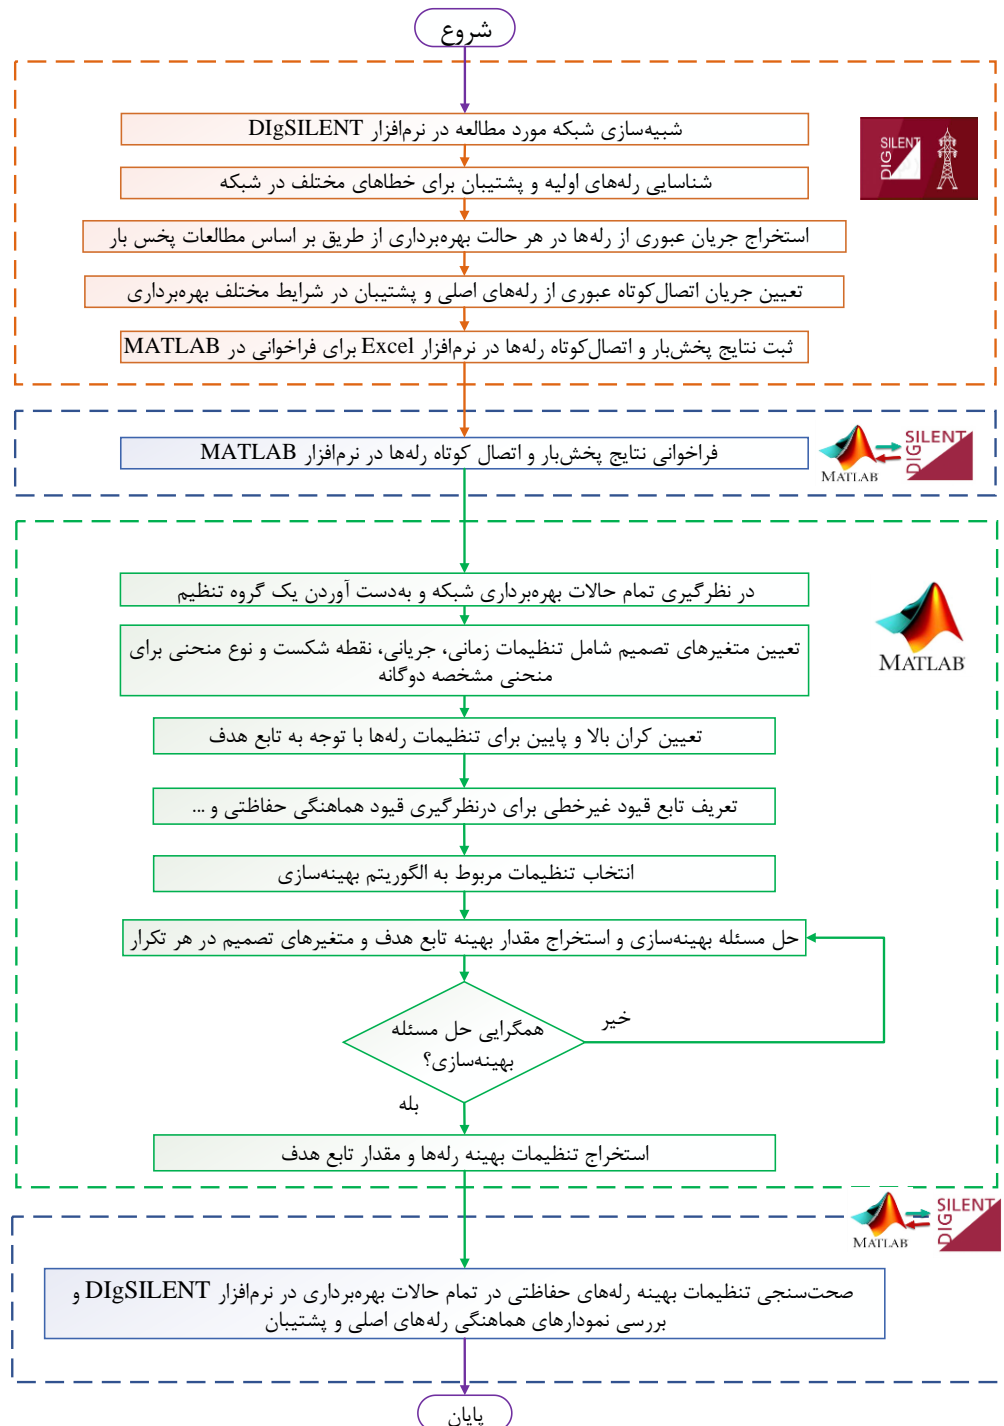 شروع
شبیه‌سازی شبکه مورد مطالعه در نرم‌افزار DIgSILENT
DIG SILENT
شناسایی رله‌های اولیه و پشتیبان برای خطاهای مختلف در شبکه
استخراج جریان عبوری از رله‌ها در هر حالت بهره‌برداری از طریق بر اساس مطالعات پخس بار
تعیین جریان اتصال‌کوتاه عبوری از رله‌های اصلی و پشتیبان در شرایط مختلف بهره‌برداری
ثبت نتایج پخش‌بار و اتصال‌کوتاه رله‌ها در نرم‌افزار Excel برای فراخوانی در MATLAB
فراخوانی نتایج پخش‌بار و اتصال کوتاه رله‌ها در نرم‌افزار MATLAB
MATLAB
DIG SILENT
در نظرگیری تمام حالات بهره‌برداری شبکه و به‌دست آوردن یک گروه تنظیم
MATLAB
تعیین متغیرهای تصمیم شامل تنظیمات زمانی، جریانی، نقطه شکست و نوع منحنی برای
منحنی مشخصه دوگانه
تعیین کران بالا و پایین برای تنظیمات رله‌ها با توجه به تابع هدف
تعریف تابع قیود غیرخطی برای درنظرگیری قیود هماهنگی حفاظتی و ...
انتخاب تنظیمات مربوط به الگوریتم بهینه‌سازی
حل مسئله بهینه‌سازی و استخراج مقدار بهینه تابع هدف و متغیرهای تصمیم در هر تکرار
همگرایی حل مسئله
بهینه‌سازی؟
خیر
بله
استخراج تنظیمات بهینه رله‌ها و مقدار تابع هدف
MATLAB
DIG SILENT
صحت‌سنجی تنظیمات بهینه رله‌های حفاظتی در تمام حالات بهره‌برداری در نرم‌افزار DIgSILENT و
بررسی نمودارهای هماهنگی رله‌های اصلی و پشتیبان
پایان